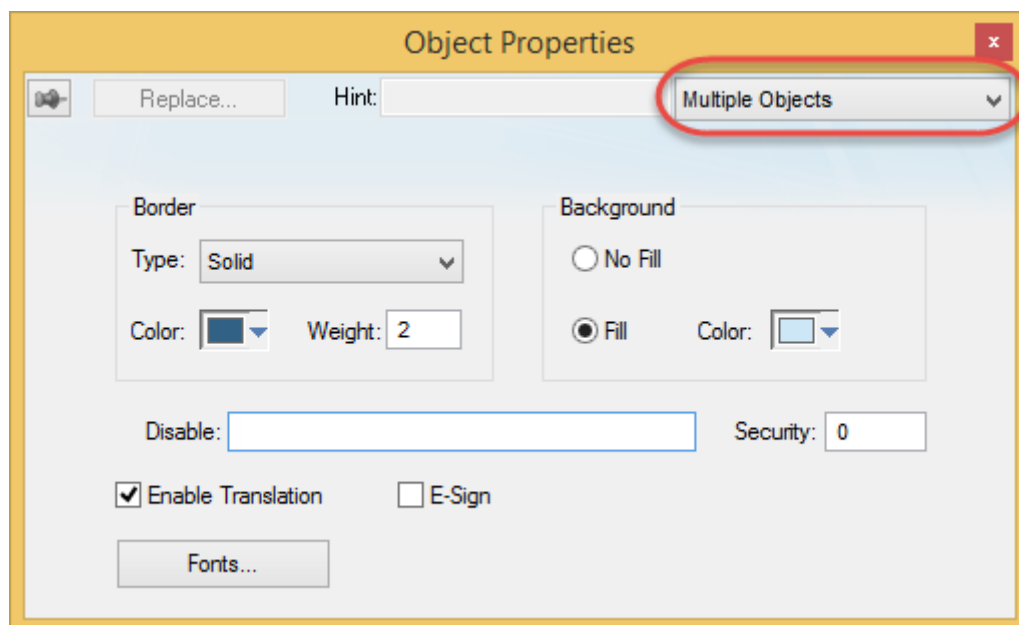 Object Properties
x
Replace... Hint: Multiple Objects
Border Background
Type: Solid No Fill
Color: Weight: 2 Fill Color:
Disable: Security: 0
Enable Translation E-Sign
Fonts...